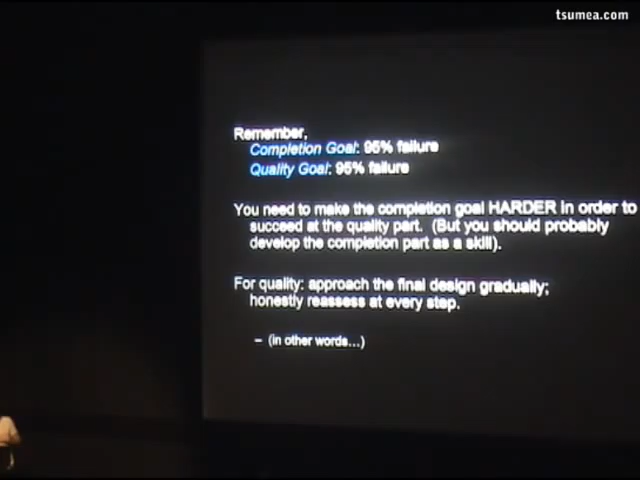 tsumea.com
Remember,
Completion Goal: 95% failure
Quality Goal: 95% failure
You need to make the completion goal HARDER in order to
succeed at the quality part. (But you should probably
develop the completion part as a skill).
For quality: approach the final design gradually;
honestly reassess at every step.
– (in other words...)